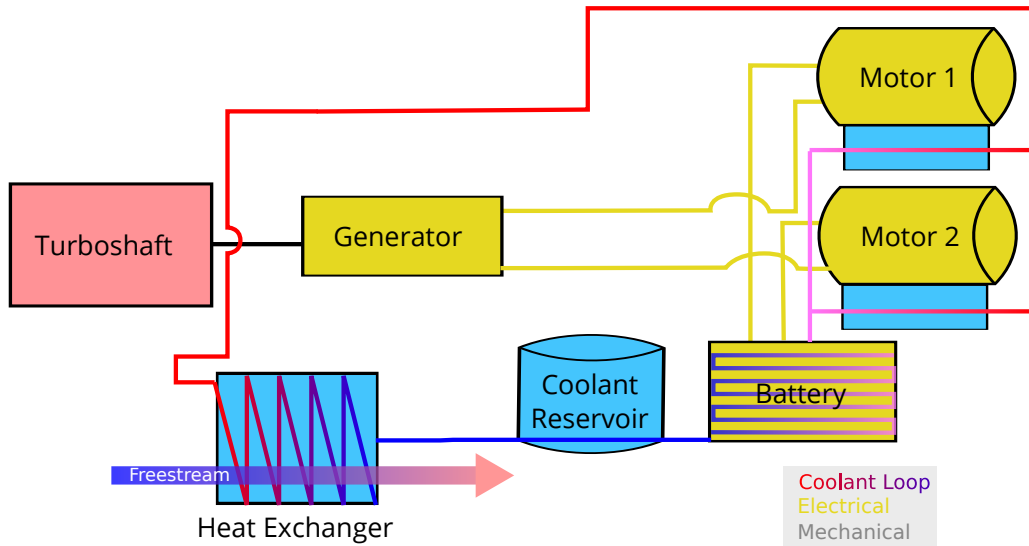 Motor 1
Turboshaft
Generator
Motor 2
Coolant
Reservoir
Battery
Freestream
Heat Exchanger
Coolant Loop
Electrical
Mechanical